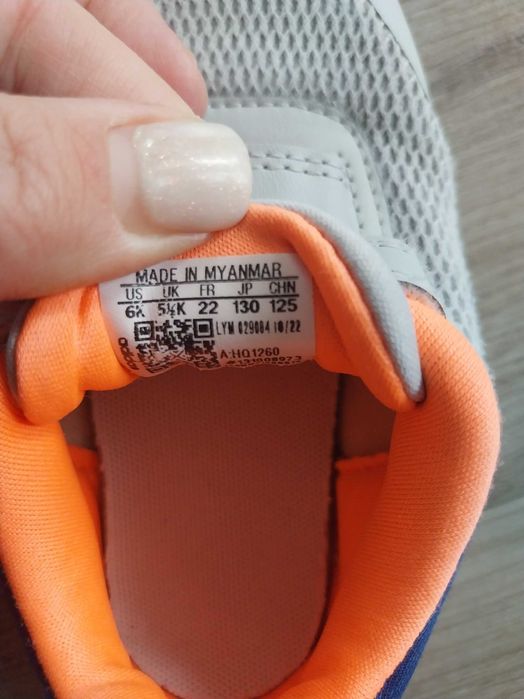 MADE IN MYANMAR
US UK FR JP CHN
6K 5½K 22 130 125
LYM 029004 10/22
adidas
A:HQ1260